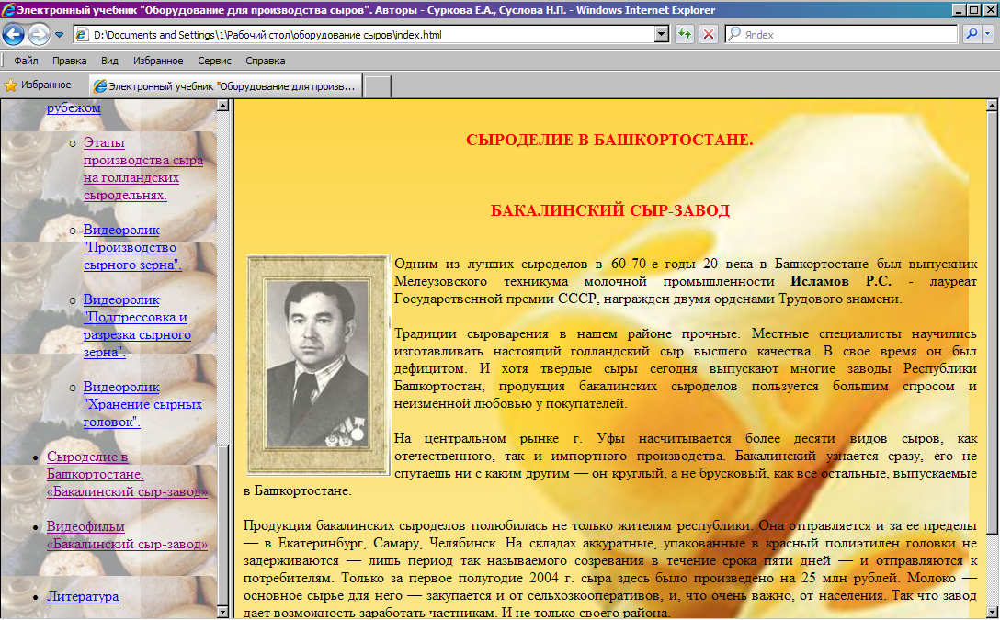 Электронный учебник "Оборудование для производства сыров". Авторы - Суркова Е.А., Суслова Н.П. - Windows Internet Explorer
D:\Documents and Settings\1\Рабочий стол\оборудование сыров\index.html
Яndex
Файл Правка Вид Избранное Сервис Справка
Избранное
Электронный учебник "Оборудование для произв...
рубежом
Этапы
производства сыра
на голландских
сыродельнях.
Видеоролик
"Производство
сырного зерна".
Видеоролик
"Подпрессовка и
разрезка сырного
зерна".
Видеоролик
"Хранение сырных
головок".
Сыроделие в
Башкортостане.
«Бакалинский сыр-завод»
Видеофильм
«Бакалинский сыр-завод»
Литература
СЫРОДЕЛИЕ В БАШКОРТОСТАНЕ.
БАКАЛИНСКИЙ СЫР-ЗАВОД
Одним из лучших сыроделов в 60-70-е годы 20 века в Башкортостане был выпускник
Мелеузовского техникума молочной промышленности Исламов Р.С. - лауреат
Государственной премии СССР, награжден двумя орденами Трудового знамени.
Традиции сыроварения в нашем районе прочные. Местные специалисты научились
изготавливать настоящий голландский сыр высшего качества. В свое время он был
дефицитом. И хотя твердые сыры сегодня выпускают многие заводы Республики
Башкортостан, продукция бакалинских сыроделов пользуется большим спросом и
неизменной любовью у покупателей.
На центральном рынке г. Уфы насчитывается более десяти видов сыров, как
отечественного, так и импортного производства. Бакалинский узнается сразу, его не
спутаешь ни с каким другим — он круглый, а не брусковый, как все остальные, выпускаемые
в Башкортостане.
Продукция бакалинских сыроделов полюбилась не только жителям республики. Она отправляется и за ее пределы
— в Екатеринбург, Самару, Челябинск. На складах аккуратные, упакованные в красный полиэтилен головки не
задерживаются — лишь период так называемого созревания в течение срока пяти дней — и отправляются к
потребителям. Только за первое полугодие 2004 г. сыра здесь было произведено на 25 млн рублей. Молоко —
основное сырье для него — закупается и от сельхозкооперативов, и, что очень важно, от населения. Так что завод
дает возможность заработать частникам. И не только своего района.